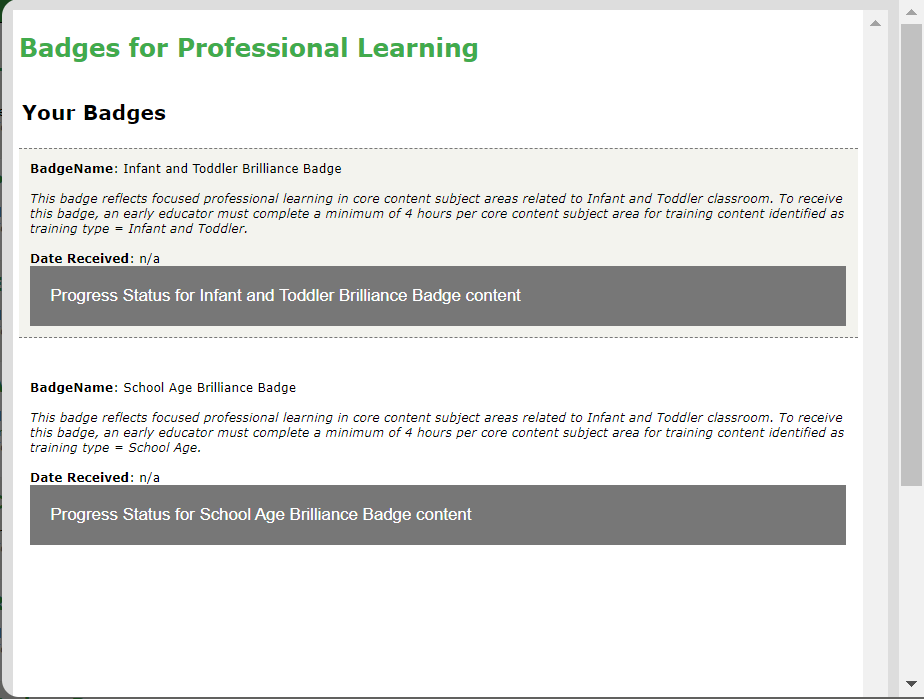 Badges for Professional Learning
Your Badges
BadgeName: Infant and Toddler Brilliance Badge
This badge reflects focused professional learning in core content subject areas related to Infant and Toddler classroom. To receive
this badge, an early educator must complete a minimum of 4 hours per core content subject area for training content identified as
training type = Infant and Toddler.
Date Received: n/a
Progress Status for Infant and Toddler Brilliance Badge content
BadgeName: School Age Brilliance Badge
This badge reflects focused professional learning in core content subject areas related to Infant and Toddler classroom. To receive
this badge, an early educator must complete a minimum of 4 hours per core content subject area for training content identified as
training type = School Age.
Date Received: n/a
Progress Status for School Age Brilliance Badge content